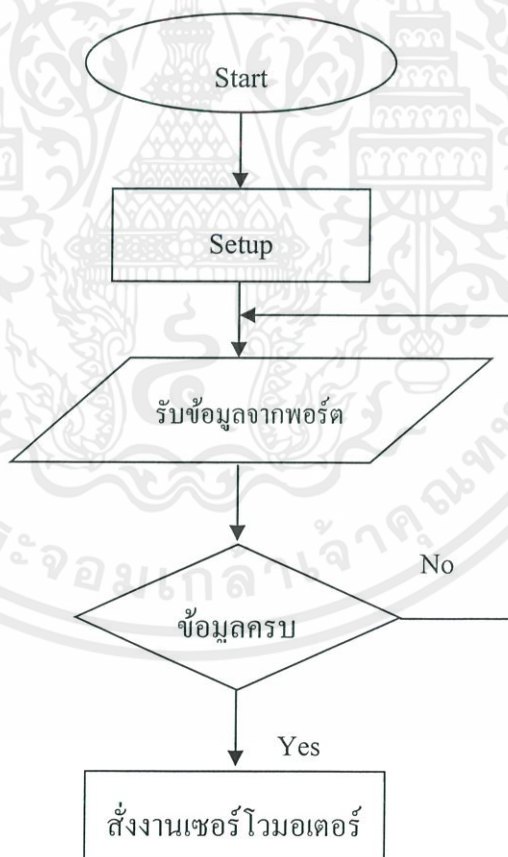 Start
Setup
รับข้อมูลจากพอร์ต
ข้อมูลครบ
No
Yes
สั่งงานเซอร์โวมอเตอร์